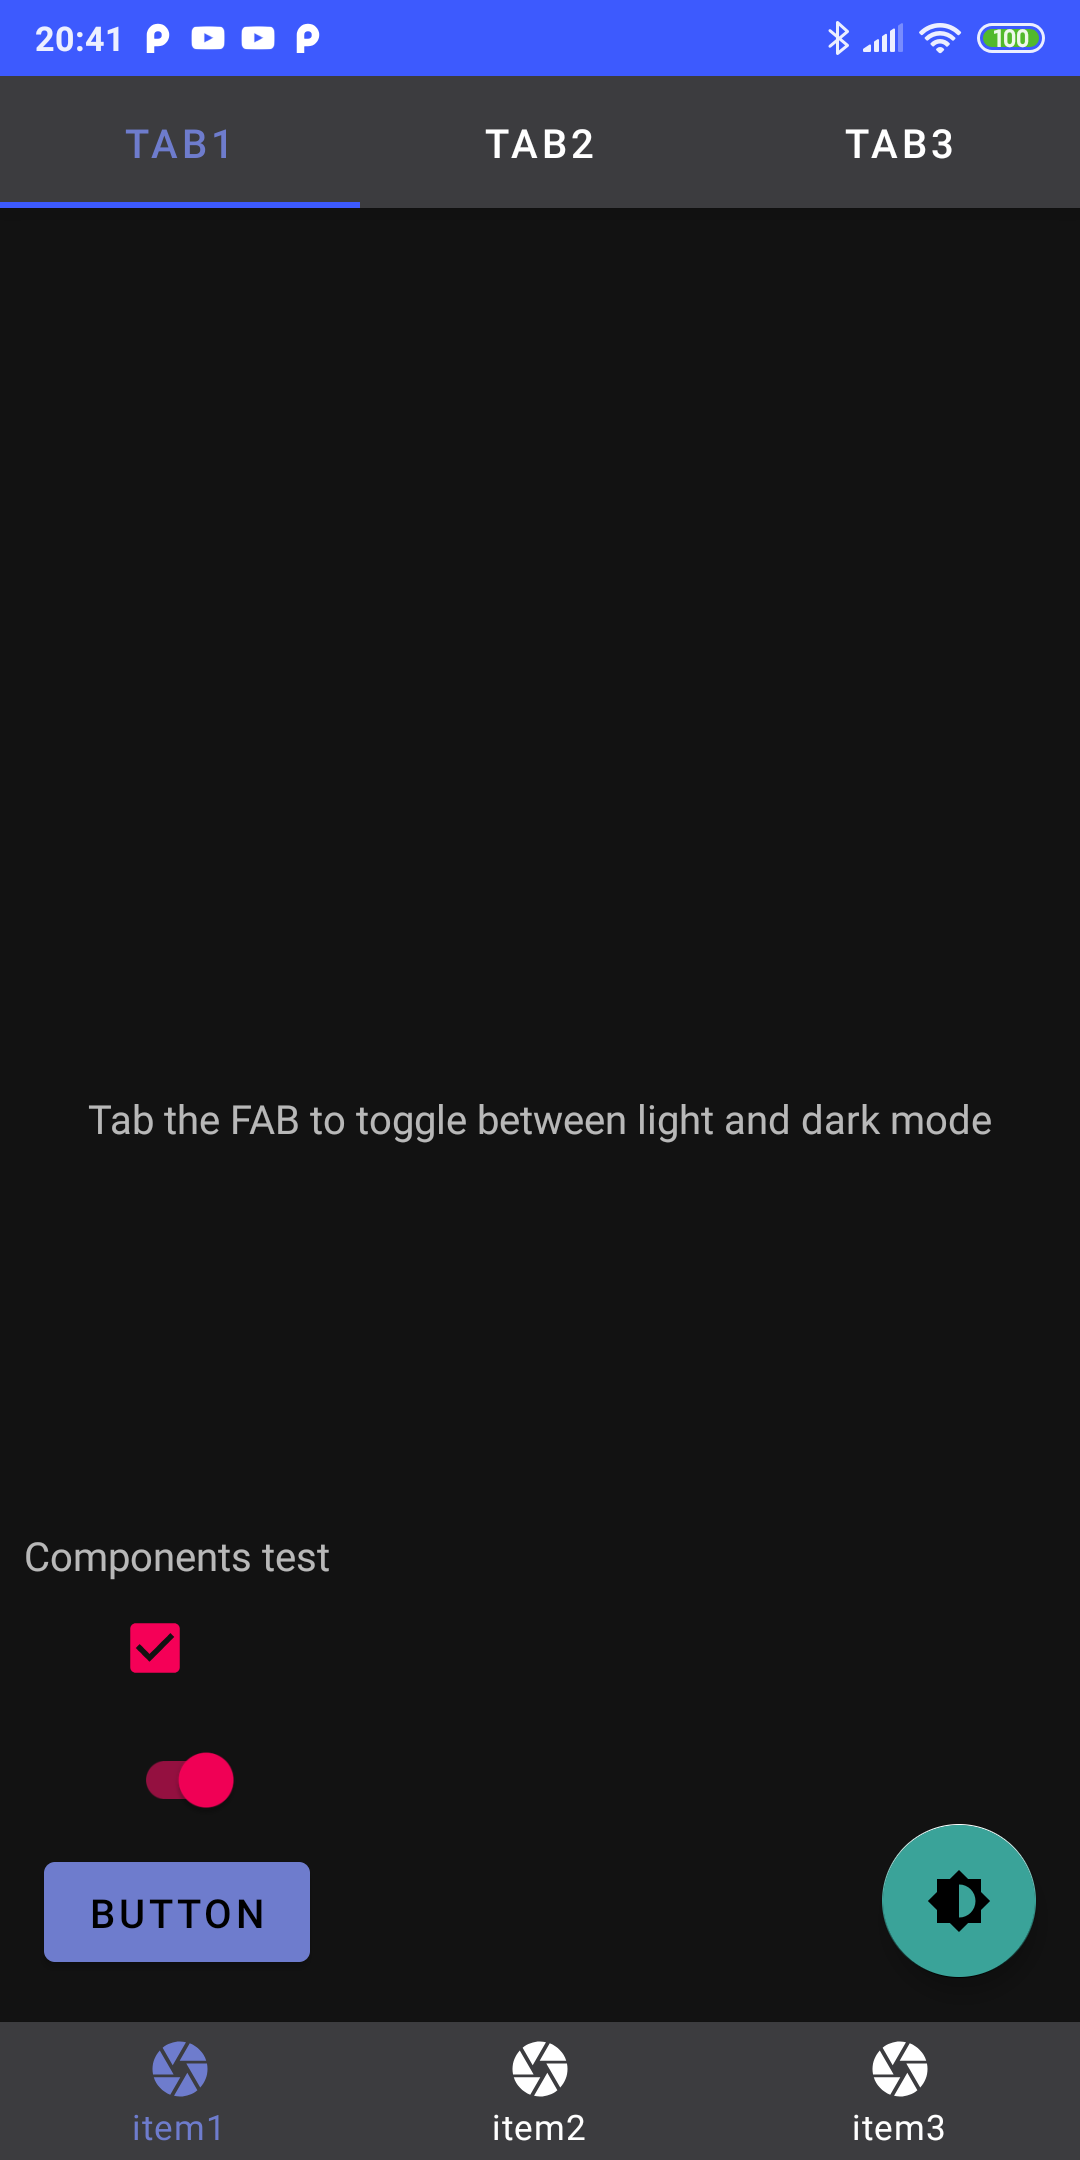 20:41 100
TAB1 TAB2 TAB3
Tab the FAB to toggle between light and dark mode
Components test
BUTTON
item1 item2 item3